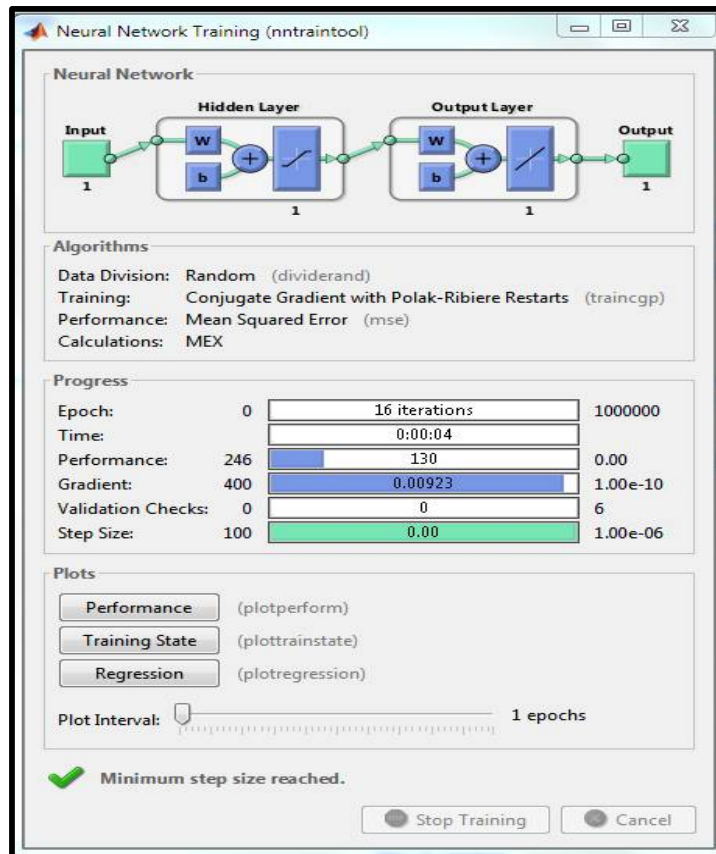 Neural Network Training (nntraintool)
Neural Network
Hidden Layer Output Layer
Input Output
W W
b b
1 1 1 1
Algorithms
Data Division: Random (dividerand)
Training: Conjugate Gradient with Polak-Ribiere Restarts (traincgp)
Performance: Mean Squared Error (mse)
Calculations: MEX
Progress
Epoch: 0 16 iterations 1000000
Time: 0:00:04
Performance: 246 130 0.00
Gradient: 400 0.00923 1.00e-10
Validation Checks: 0 0 6
Step Size: 100 0.00 1.00e-06
Plots
Performance (plotperform)
Training State (plottrainstate)
Regression (plotregression)
Plot Interval: 1 epochs
Minimum step size reached.
Stop Training Cancel